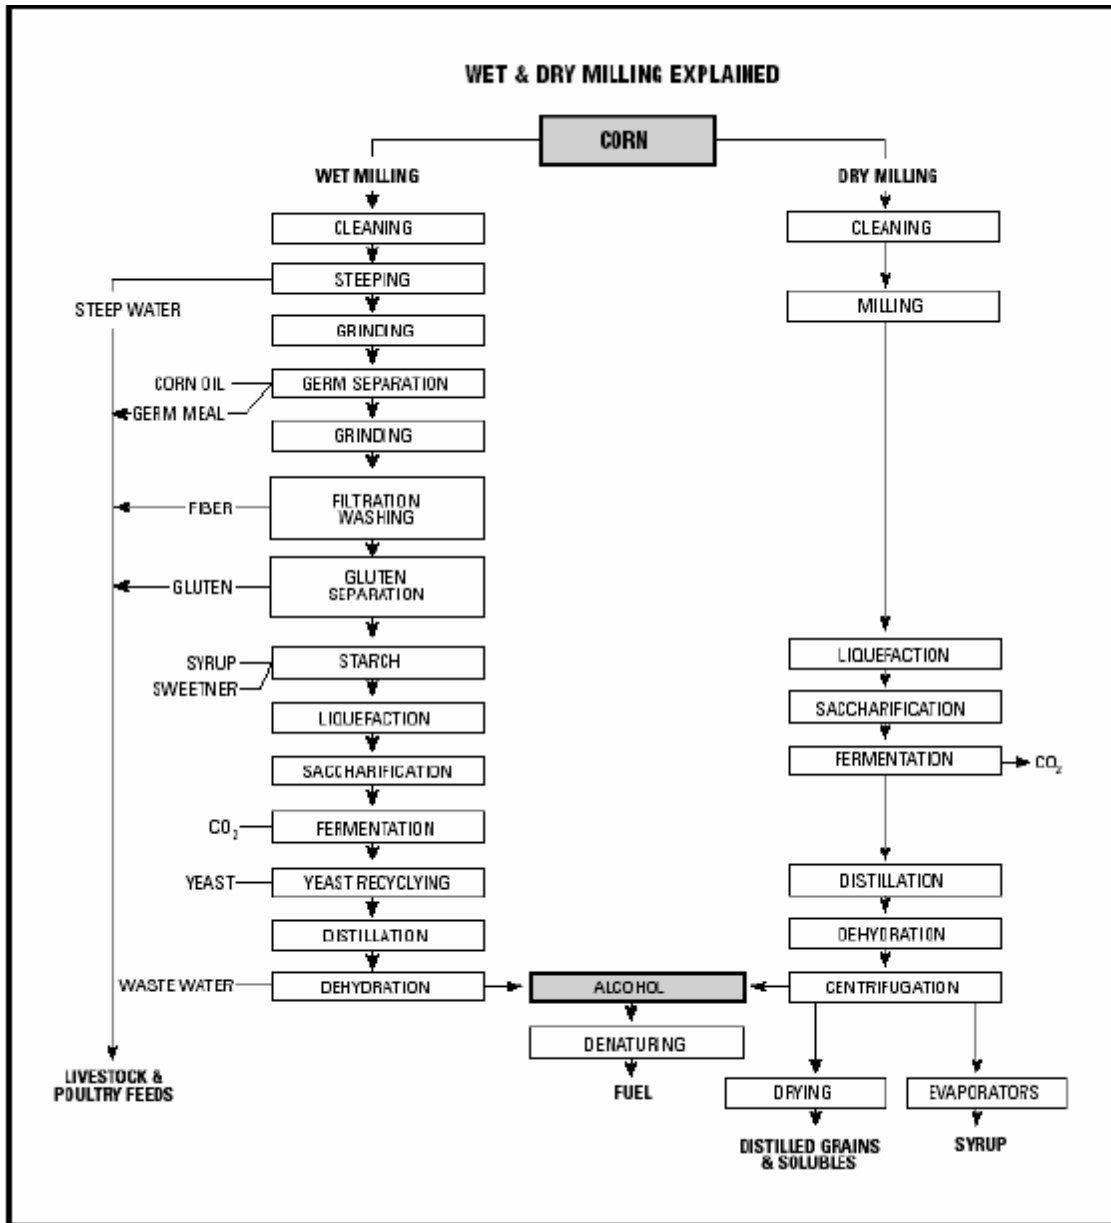 WET & DRY MILLING EXPLAINED
CORN
WET MILLING
CLEANING
STEEPING
STEEP WATER
GRINDING
CORN OIL
GERM SEPARATION
GERM MEAL
GRINDING
FIBER
FILTRATION
WASHING
GLUTEN
GLUTEN
SEPARATION
SYRUP
STARCH
SWEETNER
LIQUEFACTION
SACCHARIFICATION
CO2
FERMENTATION
YEAST
YEAST RECYCLYING
DISTILLATION
WASTE WATER
DEHYDRATION
LIVESTOCK &
POULTRY FEEDS
DRY MILLING
CLEANING
MILLING
LIQUEFACTION
SACCHARIFICATION
FERMENTATION
CO2
DISTILLATION
DEHYDRATION
CENTRIFUGATION
ALCOHOL
DENATURING
FUEL
DRYING
DISTILLED GRAINS
& SOLUBLES
EVAPORATORS
SYRUP